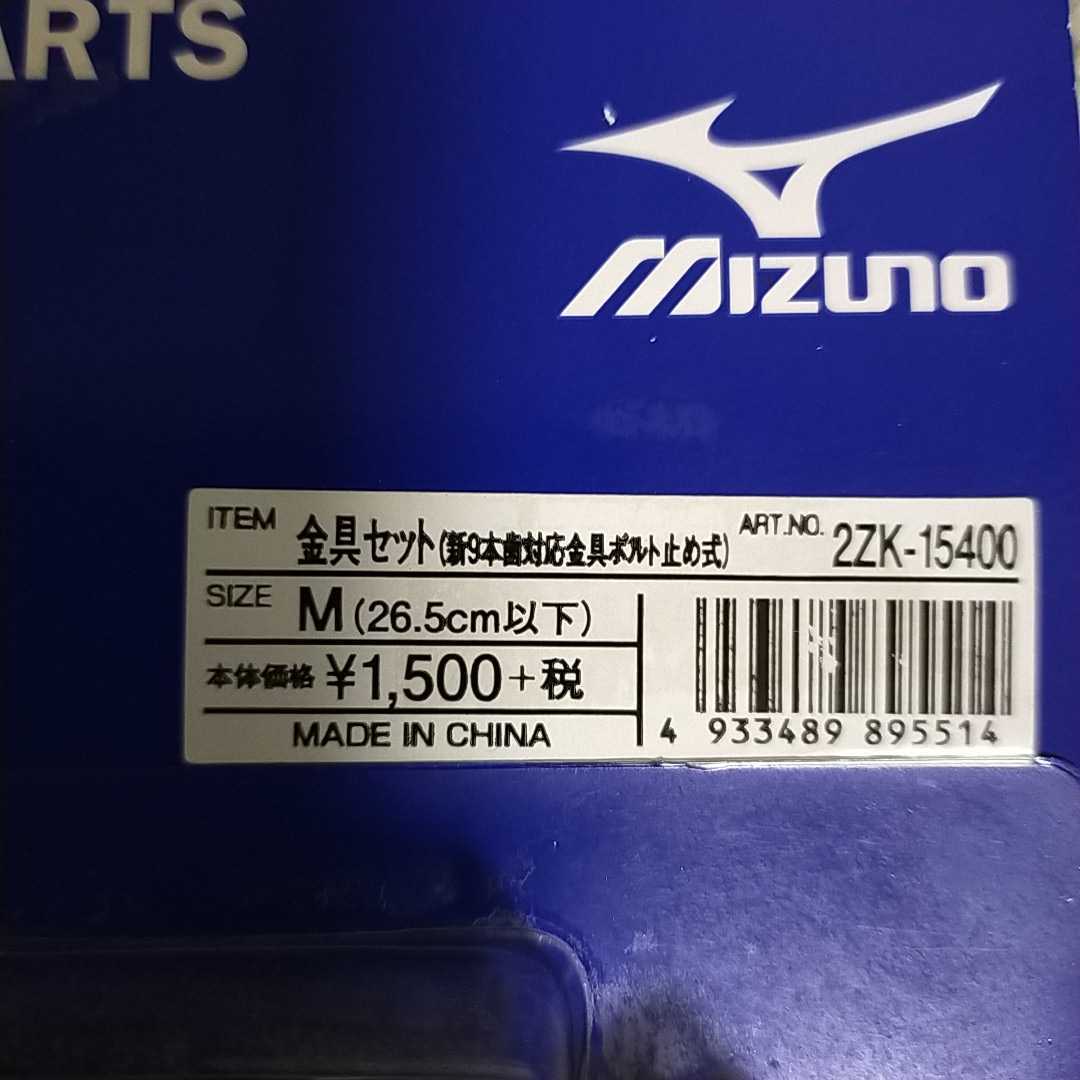 ARTS
MIZUNO
ITEM 金具セット(新9本歯対応金具ボルト止め式) ART.NO. 2ZK-15400
SIZE M(26.5cm以下)
本体価格 ¥1,500+税
MADE IN CHINA
4 933489 895514